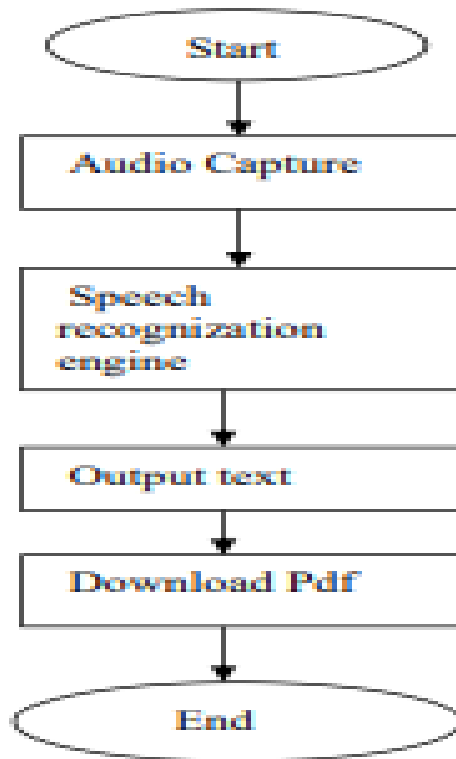 Start
Audio Capture
Speech
recognization
engine
Output text
Download Pdf
End